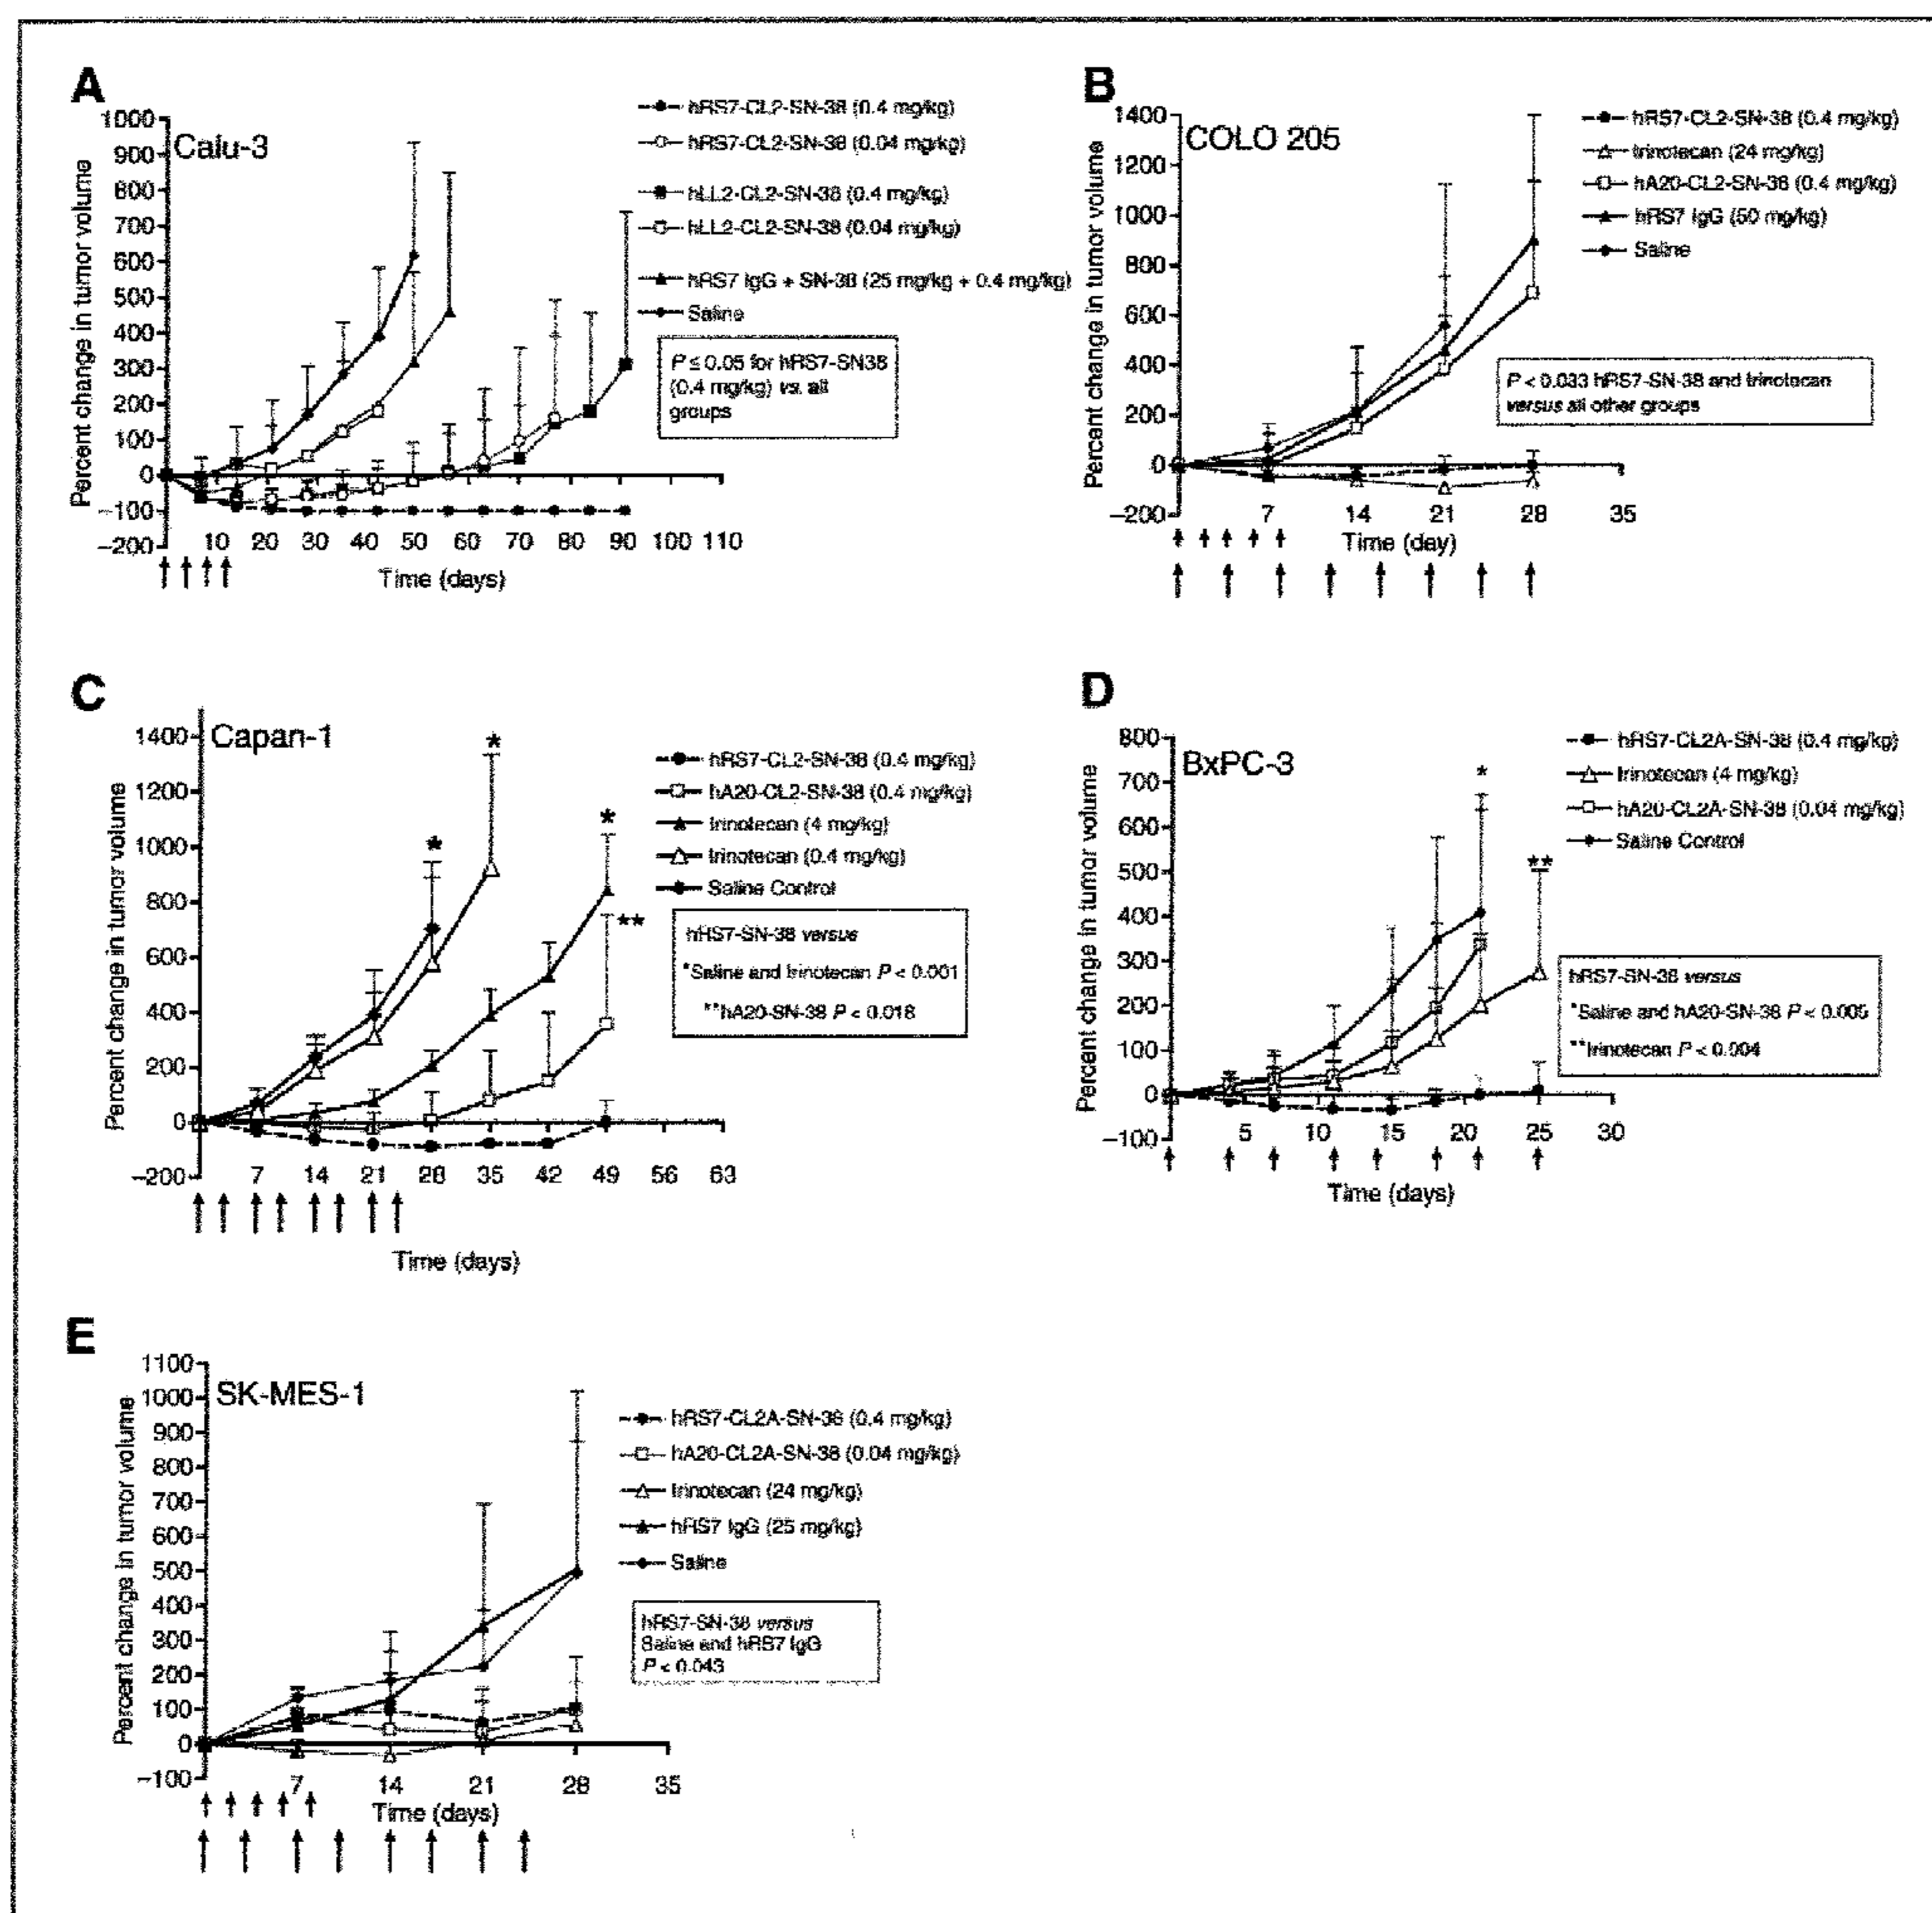 A
Calu-3
Percent change in tumor volume
1000
900
800
700
600
500
400
300
200
100
0
−100
−200
10 20 30 40 50 60 70 80 90 100 110
Time (days)
hRS7-CL2-SN-38 (0.4 mg/kg)
hRS7-CL2-SN-38 (0.04 mg/kg)
hLL2-CL2-SN-38 (0.4 mg/kg)
hLL2-CL2-SN-38 (0.04 mg/kg)
hRS7 IgG + SN-38 (25 mg/kg + 0.4 mg/kg)
Saline
P ≤ 0.05 for hRS7-SN38
(0.4 mg/kg) vs. all
groups
B
COLO 205
Percent change in tumor volume
1400
1200
1000
800
600
400
200
0
−200
7 14 21 28 35
Time (day)
hRS7-CL2-SN-38 (0.4 mg/kg)
Irinotecan (24 mg/kg)
hA20-CL2-SN-38 (0.4 mg/kg)
hRS7 IgG (50 mg/kg)
Saline
P < 0.033 hRS7-SN-38 and irinotecan
versus all other groups
C
Capan-1
Percent change in tumor volume
1400
1200
1000
800
600
400
200
0
−200
7 14 21 28 35 42 49 56 63
Time (days)
*
*
*
**
hRS7-CL2-SN-38 (0.4 mg/kg)
hA20-CL2-SN-38 (0.4 mg/kg)
Irinotecan (4 mg/kg)
Irinotecan (0.4 mg/kg)
Saline Control
hRS7-SN-38 versus
*Saline and Irinotecan P < 0.001
**hA20-SN-38 P < 0.018
D
BxPC-3
Percent change in tumor volume
800
700
600
500
400
300
200
100
0
−100
5 10 15 20 25 30
Time (days)
*
**
hRS7-CL2A-SN-38 (0.4 mg/kg)
Irinotecan (4 mg/kg)
hA20-CL2A-SN-38 (0.04 mg/kg)
Saline Control
hRS7-SN-38 versus
*Saline and hA20-SN-38 P < 0.005
**Irinotecan P < 0.004
E
SK-MES-1
Percent change in tumor volume
1100
1000
900
800
700
600
500
400
300
200
100
0
−100
7 14 21 28 35
Time (days)
hRS7-CL2A-SN-38 (0.4 mg/kg)
hA20-CL2A-SN-38 (0.04 mg/kg)
Irinotecan (24 mg/kg)
hRS7 IgG (25 mg/kg)
Saline
hRS7-SN-38 versus
Saline and hRS7 IgG
P < 0.043